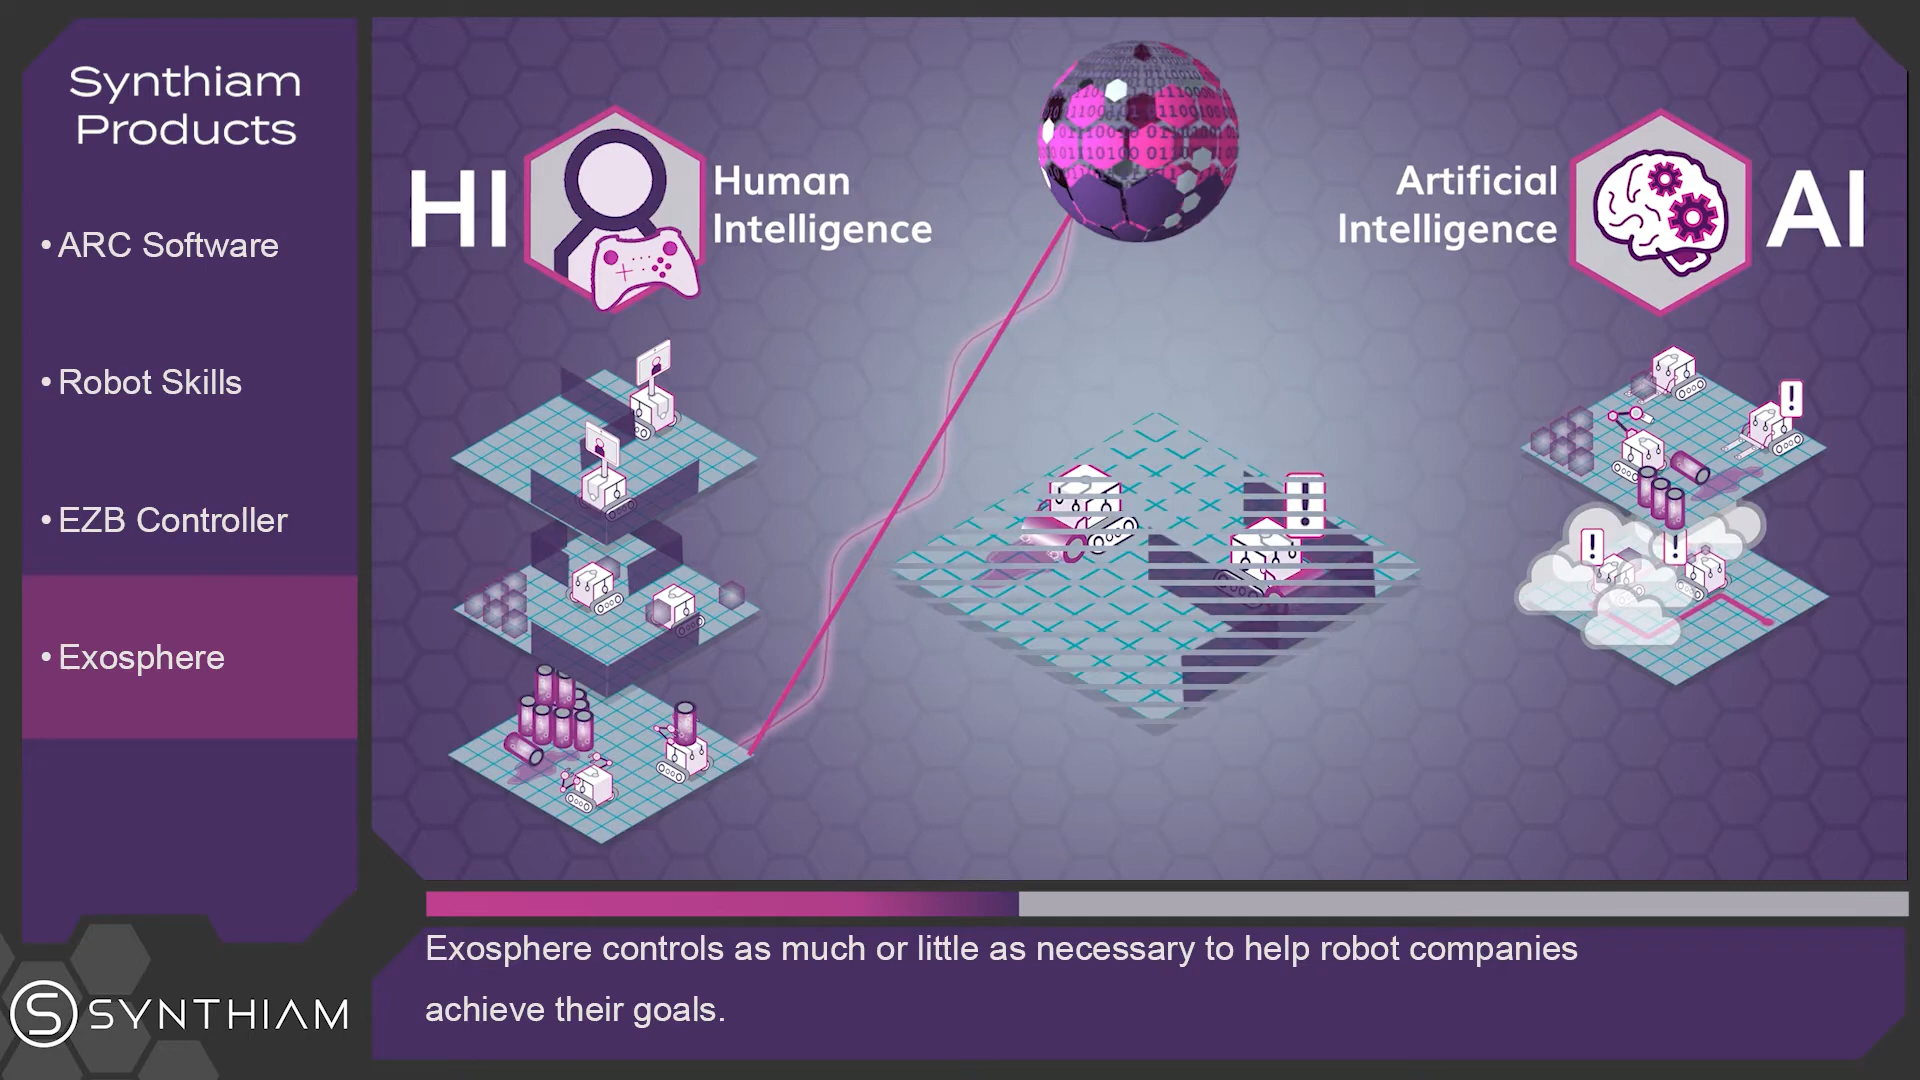 Synthiam
Products
• ARC Software
• Robot Skills
• EZB Controller
• Exosphere
HI
Human
Intelligence
Artificial
Intelligence
AI
!
!
!
!
Exosphere controls as much or little as necessary to help robot companies
achieve their goals.
S SYNTHIAM